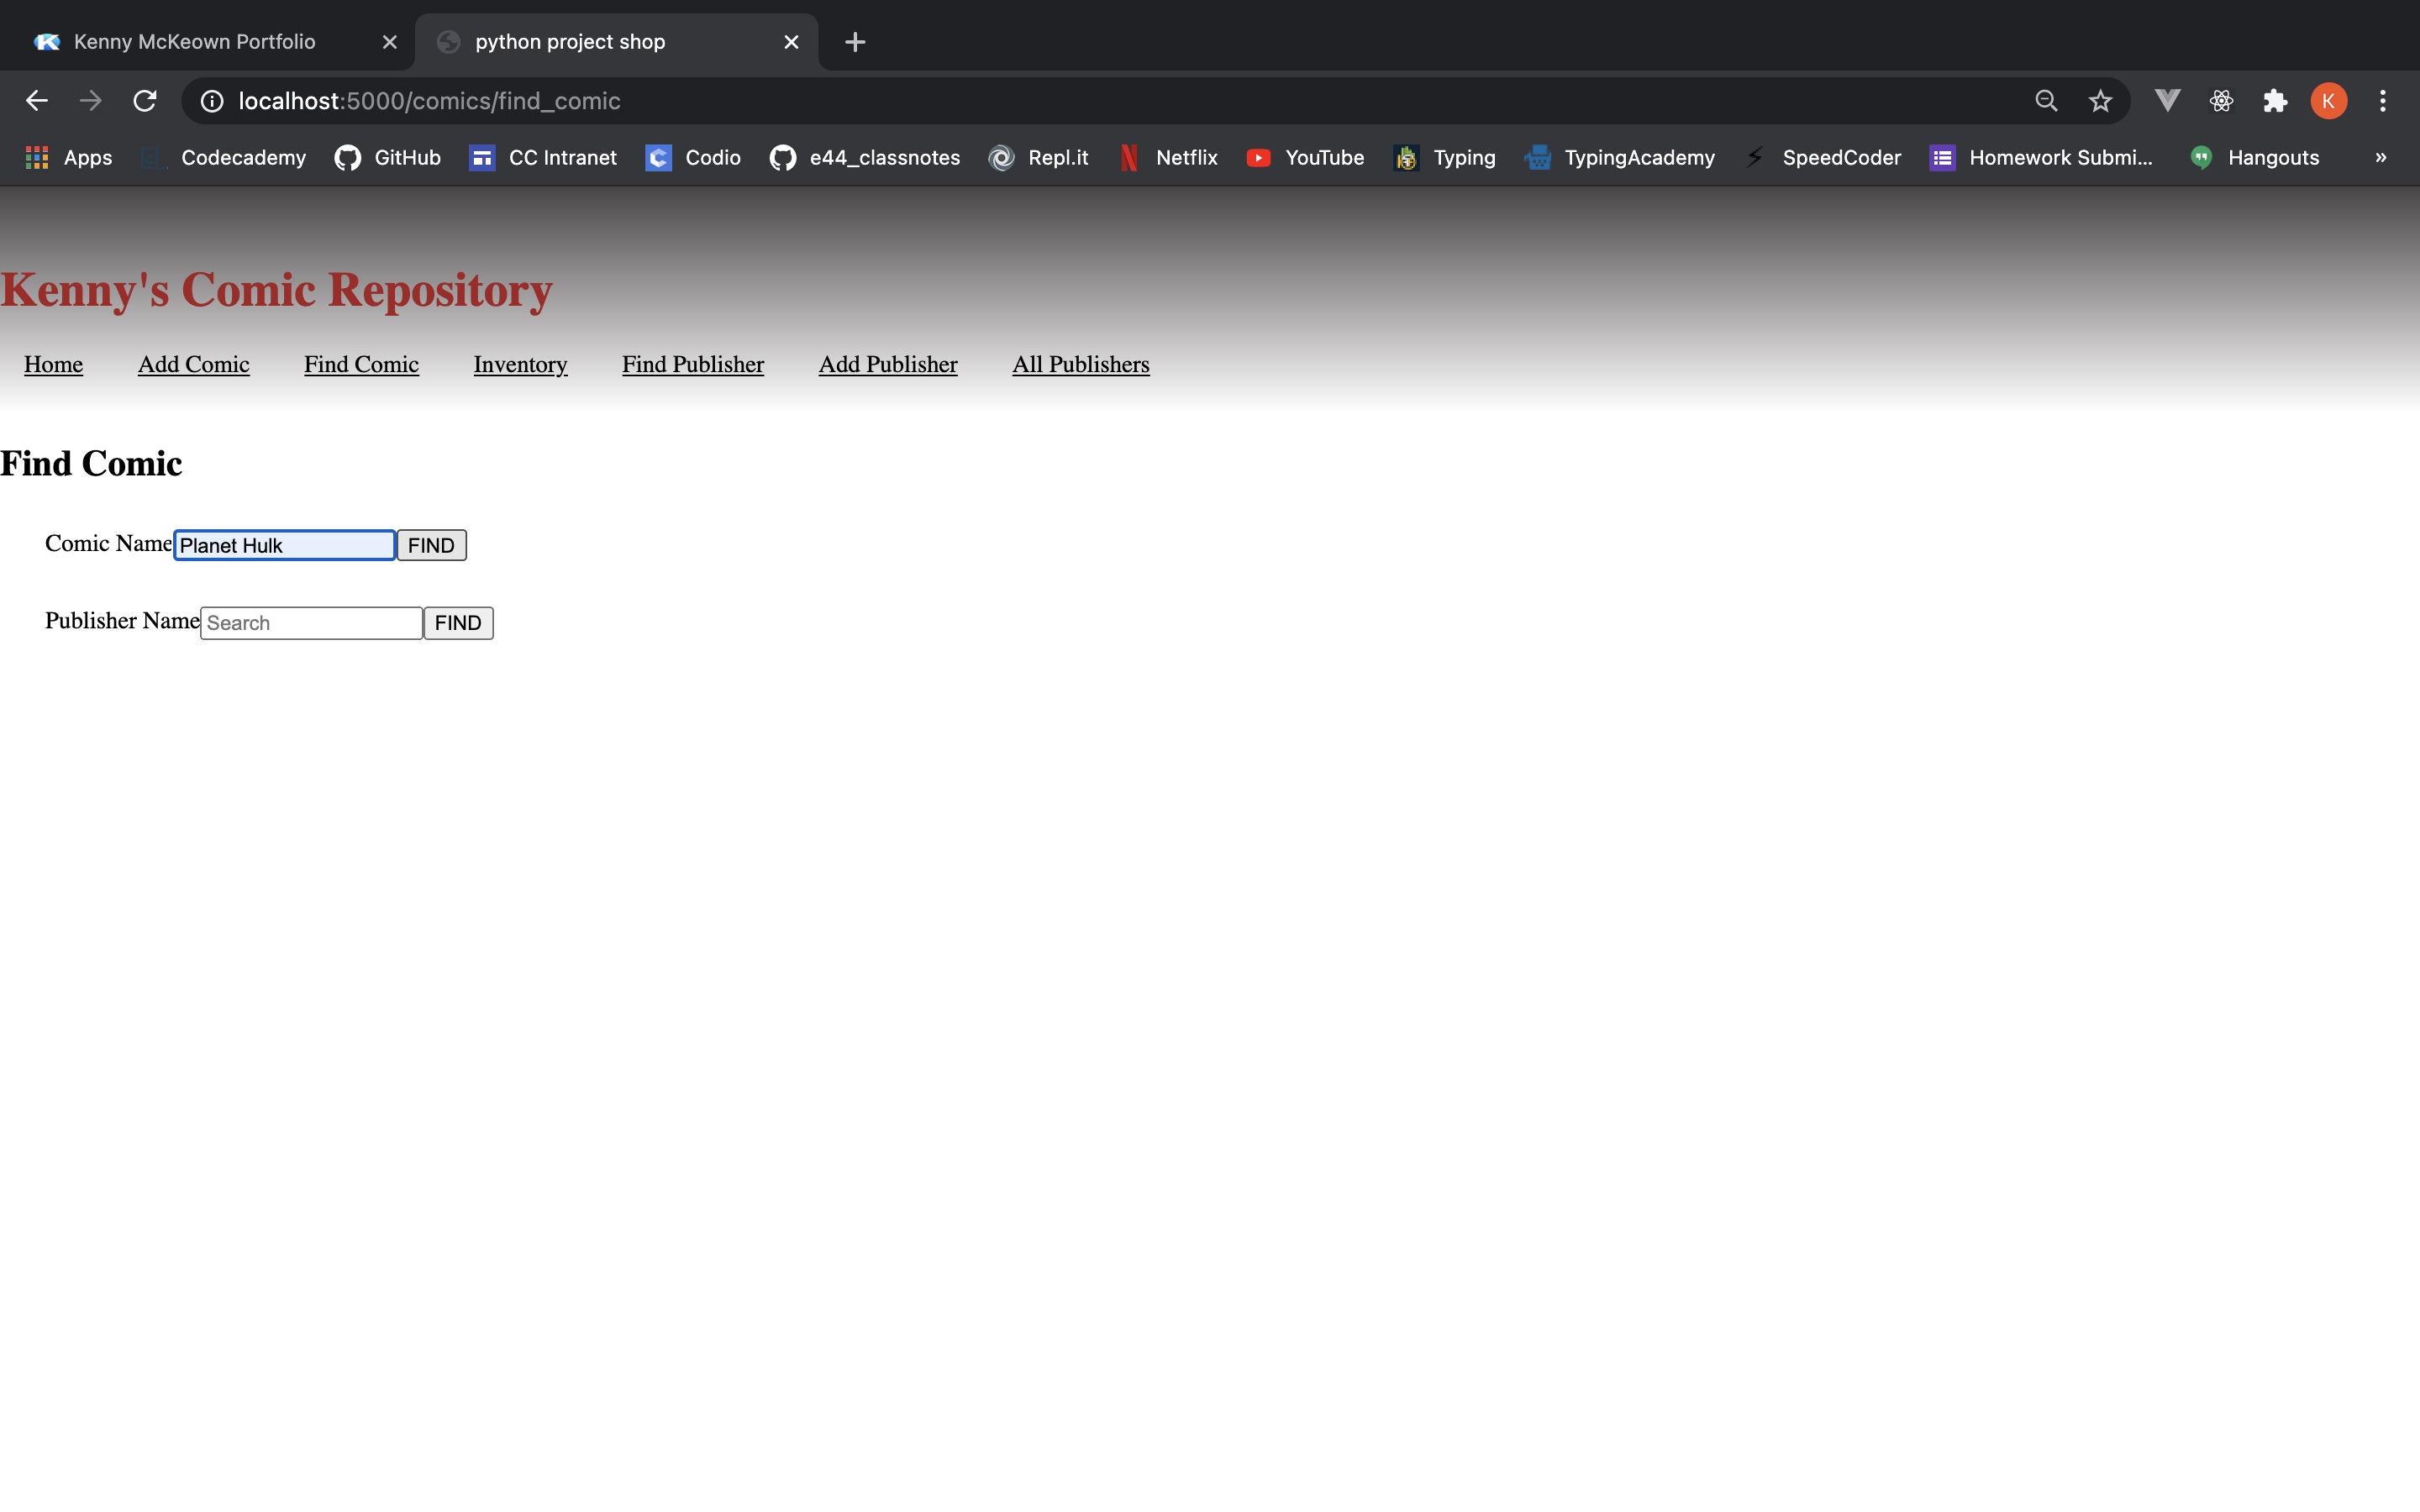 Kenny McKeown Portfolio
python project shop
localhost:5000/comics/find_comic
K
Apps Codecademy GitHub CC Intranet Codio e44_classnotes Repl.it Netflix YouTube Typing TypingAcademy SpeedCoder Homework Submi... Hangouts »
Kenny's Comic Repository
Home Add Comic Find Comic Inventory Find Publisher Add Publisher All Publishers
Find Comic
Comic Name Planet Hulk FIND
Publisher Name Search FIND